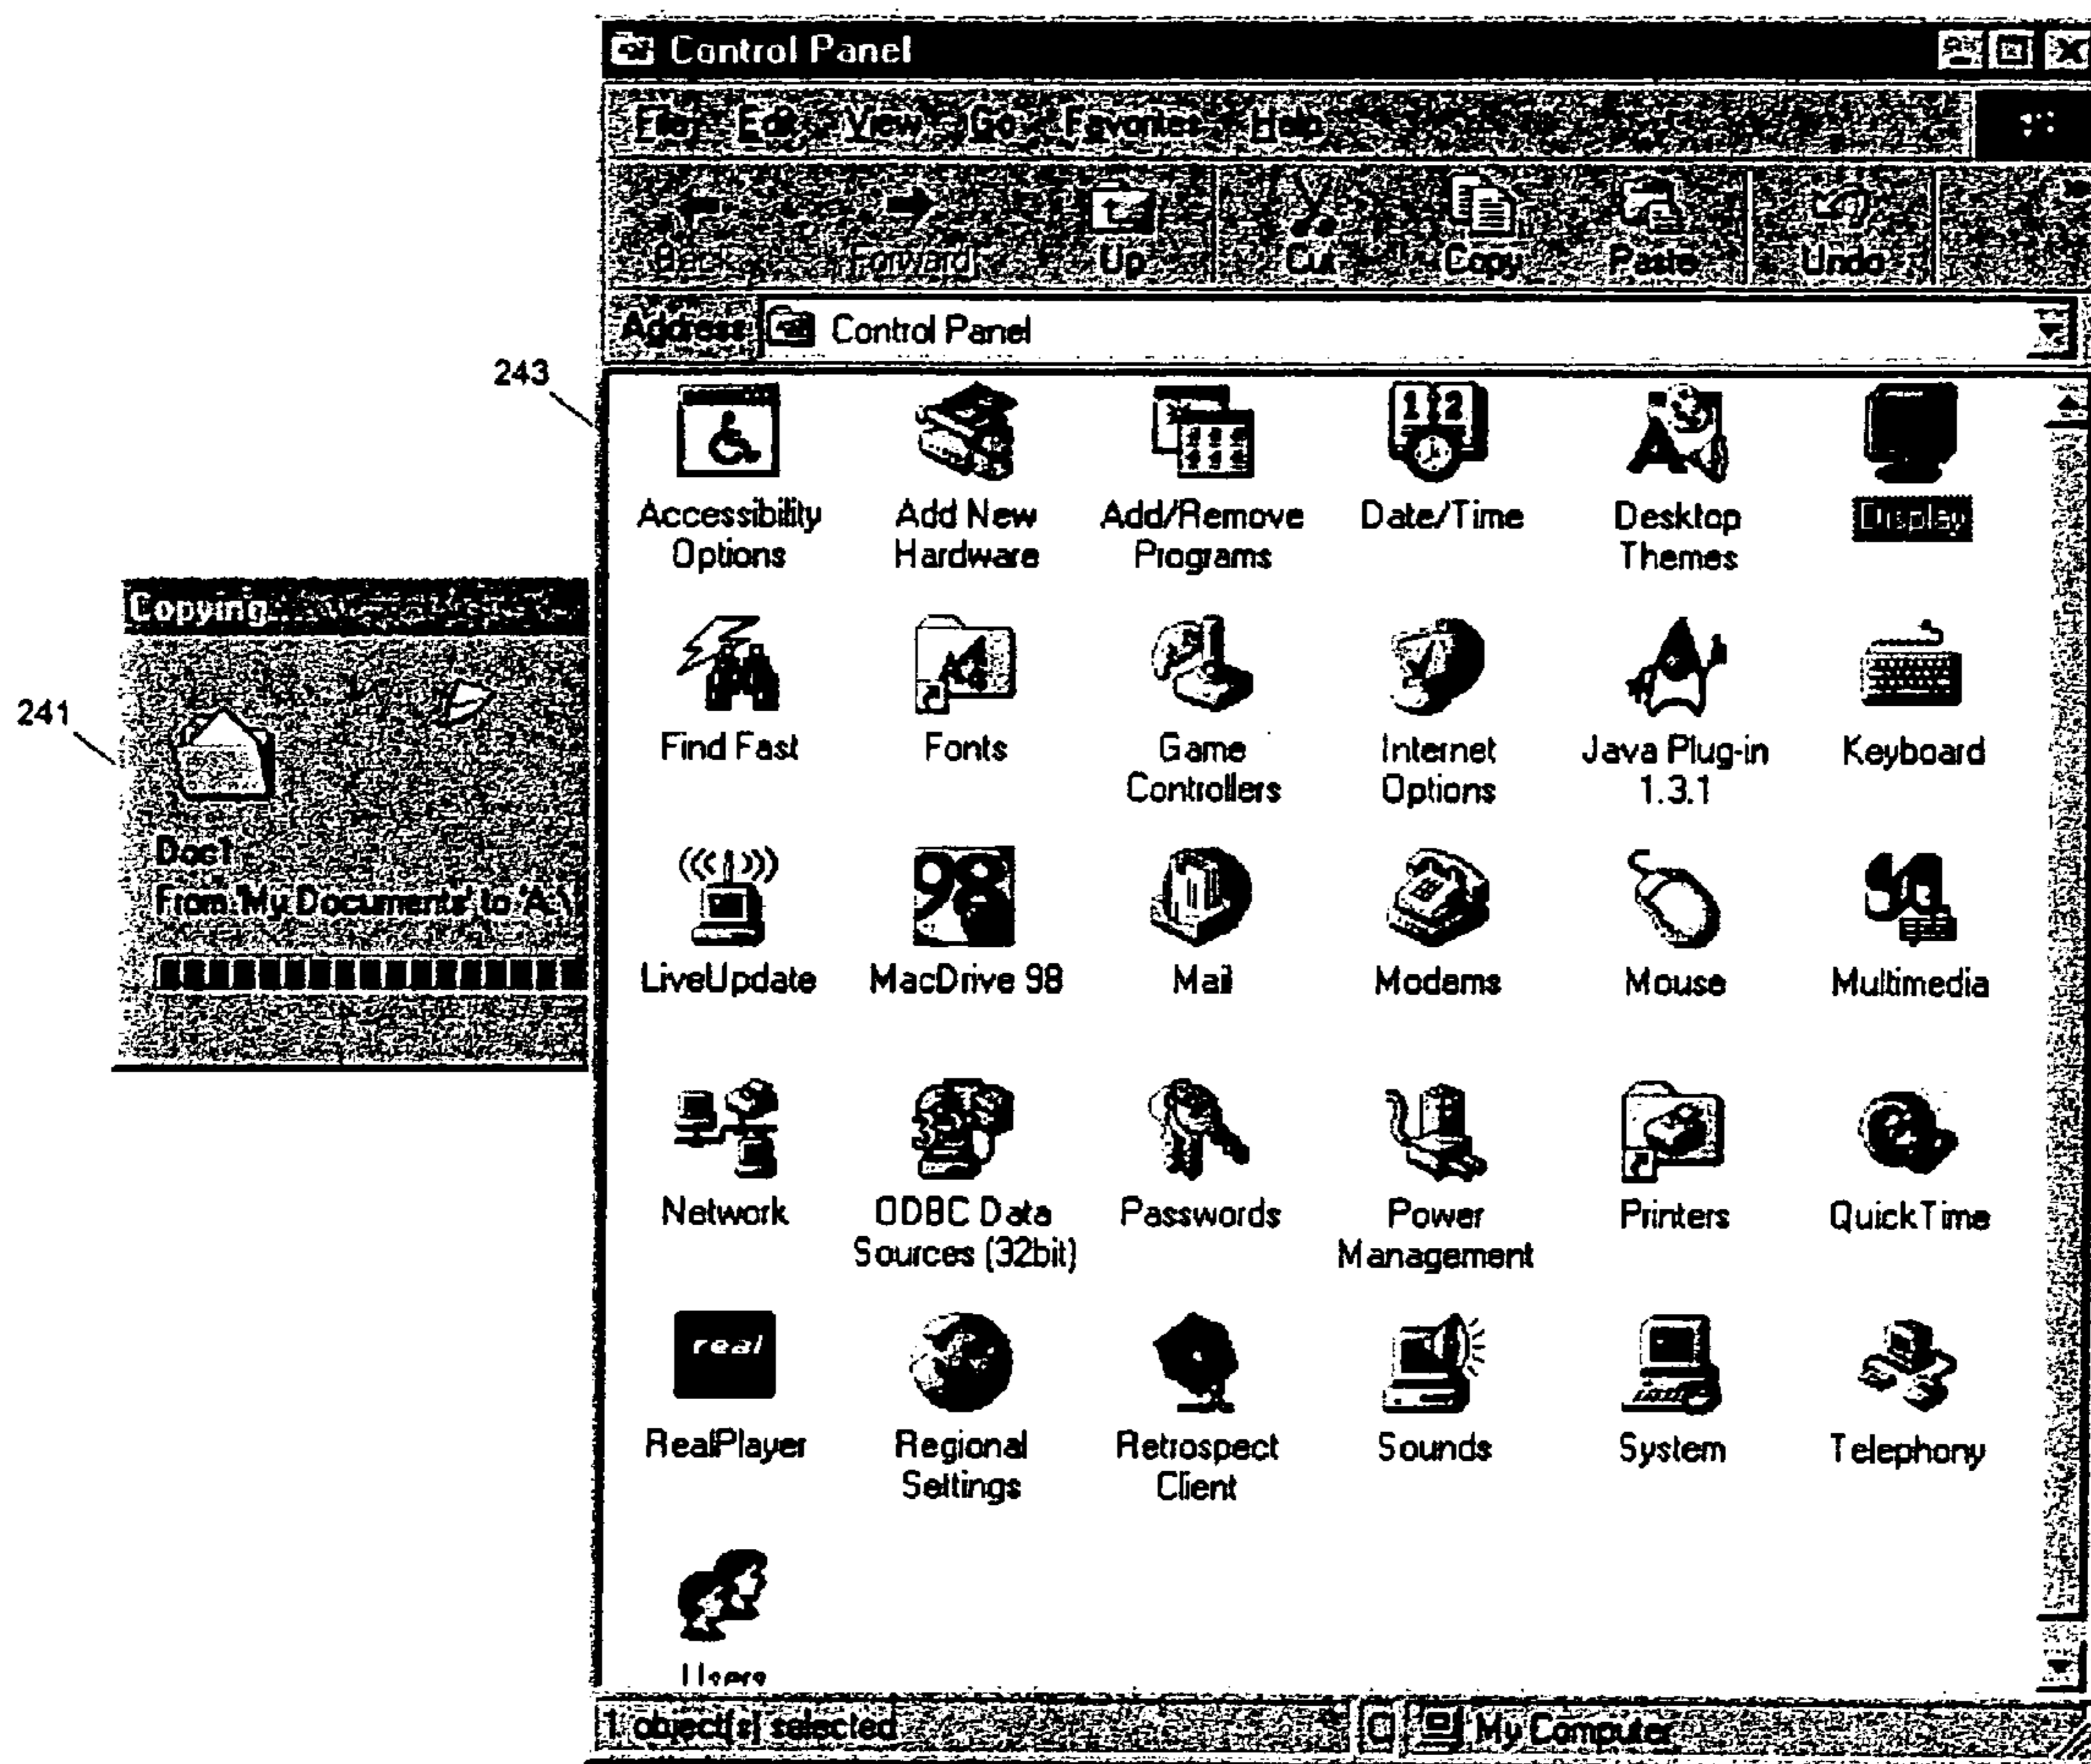 Control Panel
File Edit View Go Favorites Help
Back Forward Up Cut Copy Paste Undo
Address Control Panel
243
12
Accessibility Options
Add New Hardware
Add/Remove Programs
Date/Time
Desktop Themes
Display
Copying...
241
Doc1
From 'My Documents' to 'A:\
Find Fast
Fonts
Game Controllers
Internet Options
Java Plug-in 1.3.1
Keyboard
98
LiveUpdate
MacDrive 98
Mail
Modems
Mouse
Multimedia
Network
ODBC Data Sources (32bit)
Passwords
Power Management
Printers
QuickTime
real
RealPlayer
Regional Settings
Retrospect Client
Sounds
System
Telephony
Users
1 object(s) selected
My Computer